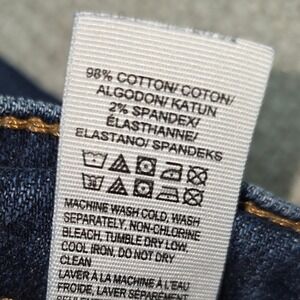 98% COTTON/ COTON/
ALGODON/ KATUN
2% SPANDEX/
ÉLASTHANNE/
ELASTANO/ SPANDEKS
MACHINE WASH COLD, WASH
SEPARATELY, NON-CHLORINE
BLEACH, TUMBLE DRY LOW,
COOL IRON, DO NOT DRY
CLEAN
LAVER À LA MACHINE À L'EAU
FROIDE, LAVER SÉPARÉMENT